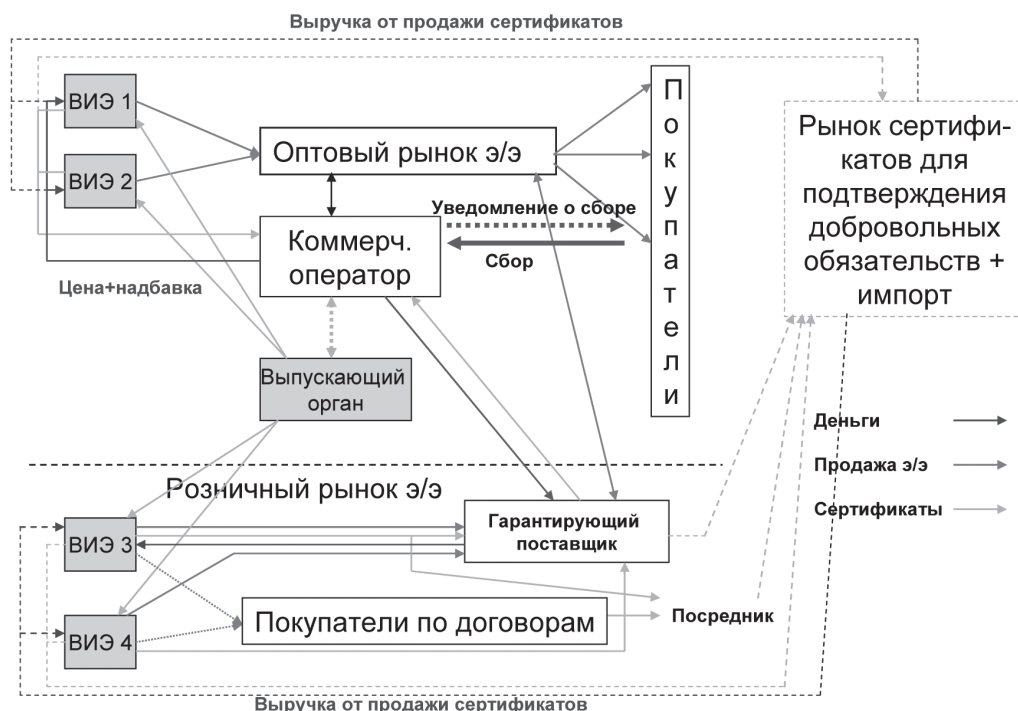 Выручка от продажи сертификатов
ВИЭ 1
ВИЭ 2
Оптовый рынок э/э
Покупатели
Рынок сертифи-
катов для
подтверждения
добровольных
обязательств +
импорт
Уведомление о сборе
Сбор
Коммерч.
оператор
Цена+надбавка
Выпускающий
орган
Деньги
Продажа э/э
Сертификаты
Розничный рынок э/э
Гарантирующий
поставщик
ВИЭ 3
ВИЭ 4
Покупатели по договорам
Посредник
Выручка от продажи сертификатов